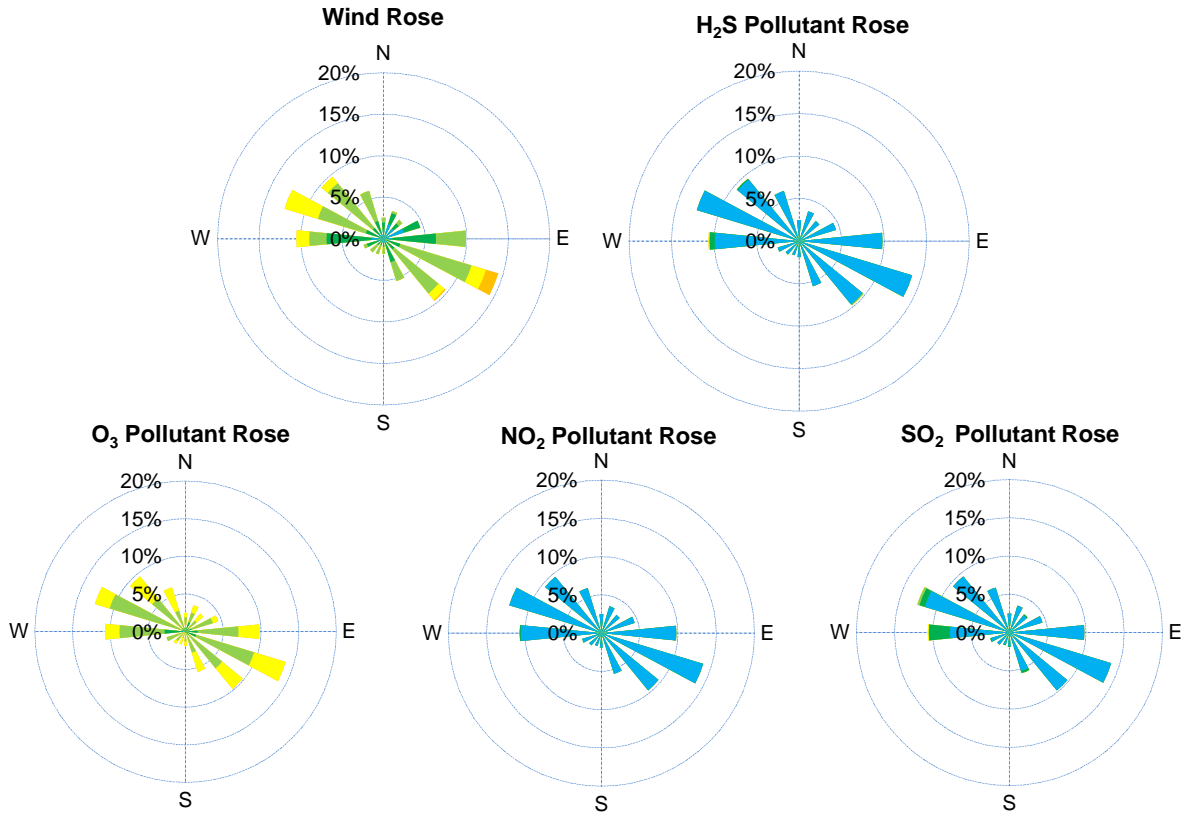 Wind Rose
N
20%
15%
10%
5%
0%
W
E
S
H₂S Pollutant Rose
N
20%
15%
10%
5%
0%
W
E
S
O₃ Pollutant Rose
N
20%
15%
10%
5%
0%
W
E
S
NO₂ Pollutant Rose
N
20%
15%
10%
5%
0%
W
E
S
SO₂ Pollutant Rose
N
20%
15%
10%
5%
0%
W
E
S